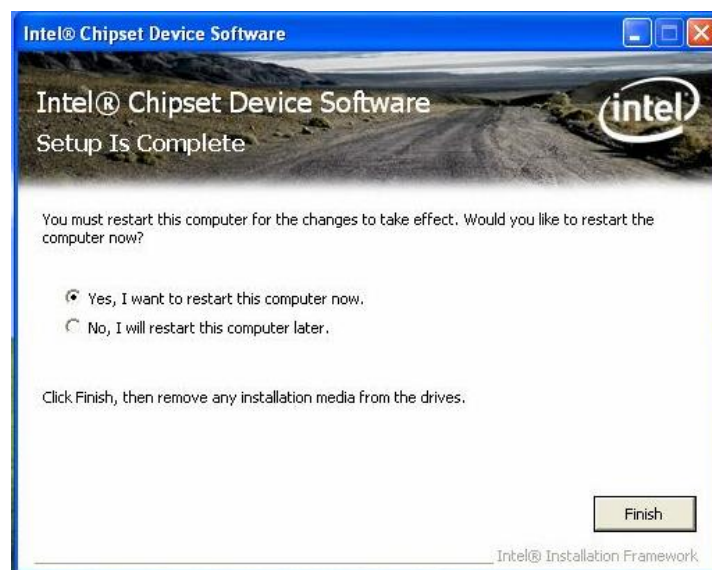 Intel® Chipset Device Software
Intel® Chipset Device Software
intel
Setup Is Complete
You must restart this computer for the changes to take effect. Would you like to restart the
computer now?
Yes, I want to restart this computer now.
No, I will restart this computer later.
Click Finish, then remove any installation media from the drives.
Finish
Intel® Installation Framework